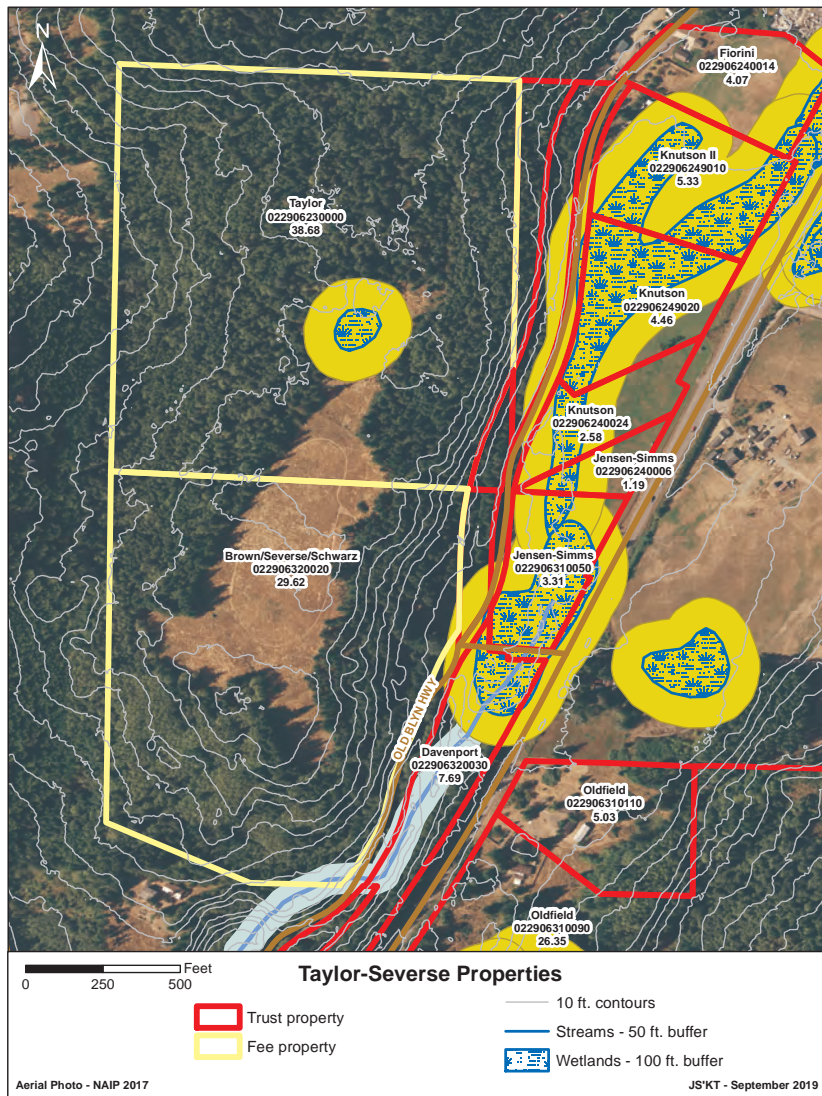 N
Fiorini
022906240014
4.07
Knutson II
022906249010
5.33
Taylor
022906230000
38.68
Knutson
022906249020
4.46
Knutson
022906240024
2.58
Jensen-Simms
022906240006
1.19
Brown/Severse/Schwarz
022906320020
29.62
Jensen-Simms
022906310050
3.31
OLD BLYN HWY
Davenport
022906320030
7.69
Oldfield
022906310110
5.03
Oldfield
022906310090
26.35
Feet
0 250 500
Taylor-Severse Properties
Trust property
Fee property
10 ft. contours
Streams - 50 ft. buffer
Wetlands - 100 ft. buffer
Aerial Photo - NAIP 2017
JS'KT - September 2019